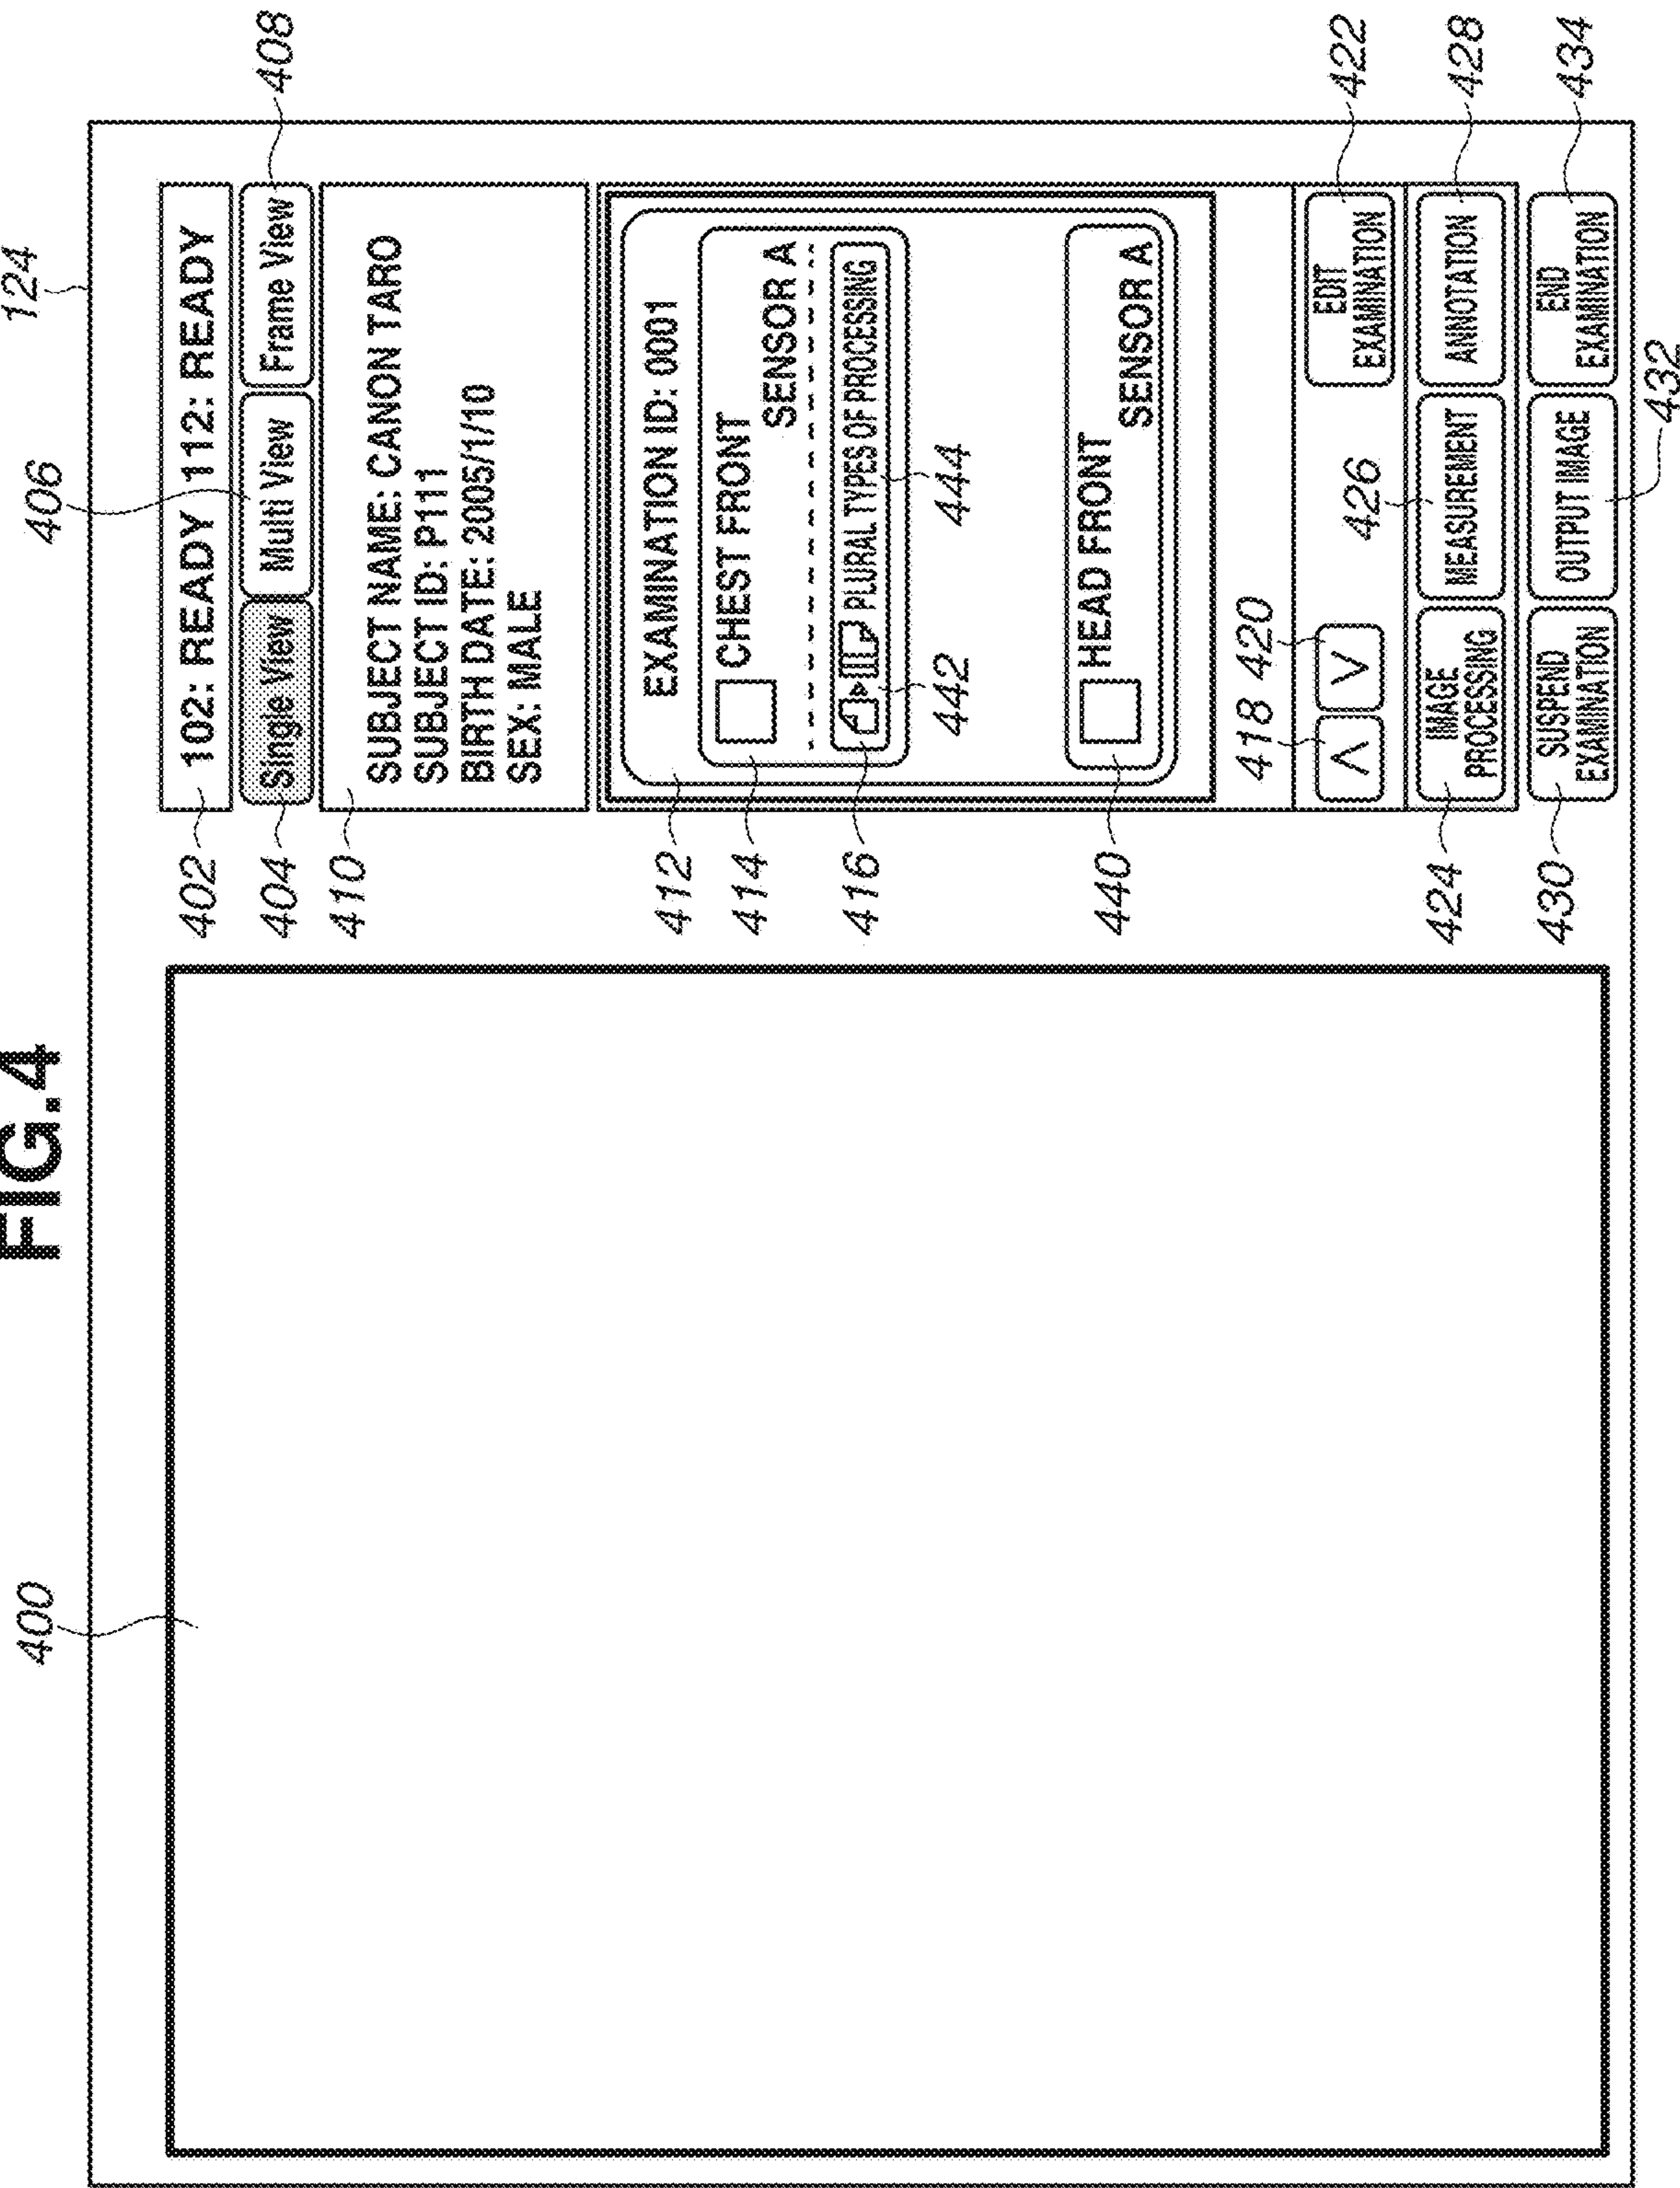 FIG.4
124
400
406
408
402
102: READY 112: READY
404
Single View
Multi View
Frame View
410
SUBJECT NAME: CANON TARO
SUBJECT ID: P111
BIRTH DATE: 2005/1/10
SEX: MALE
412
EXAMINATION ID: 0001
414
CHEST FRONT
SENSOR A
416
PLURAL TYPES OF PROCESSING
442
444
440
HEAD FRONT
SENSOR A
418
420
422
<
>
EDIT
EXAMINATION
426
424
IMAGE
PROCESSING
MEASUREMENT
ANNOTATION
428
430
SUSPEND
EXAMINATION
OUTPUT IMAGE
END
EXAMINATION
434
432